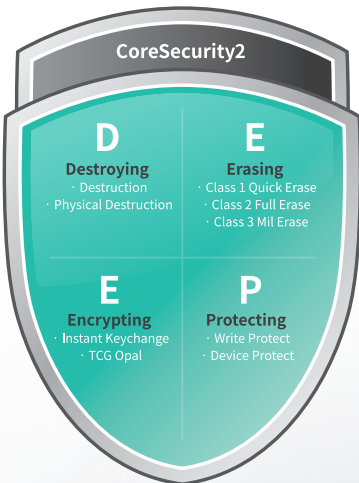 CoreSecurity2
D
Destroying
· Destruction
· Physical Destruction
E
Erasing
· Class 1 Quick Erase
· Class 2 Full Erase
· Class 3 Mil Erase
E
Encrypting
· Instant Keychange
· TCG Opal
P
Protecting
· Write Protect
· Device Protect